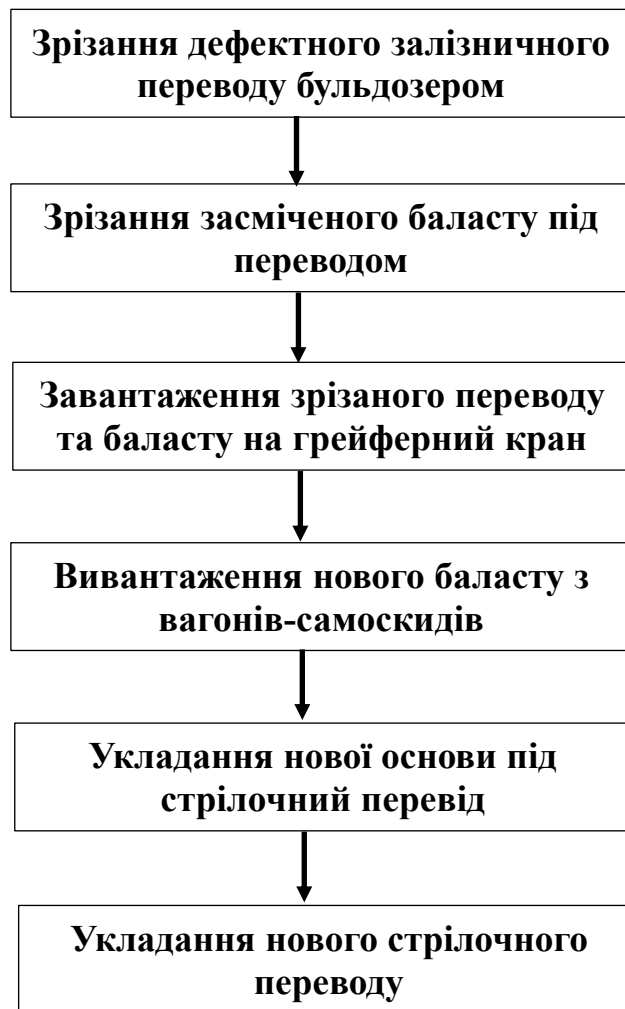 Зрізання дефектного залізничного
переводу бульдозером
Зрізання засміченого баласту під
переводом
Завантаження зрізаного переводу
та баласту на грейферний кран
Вивантаження нового баласту з
вагонів-самоскидів
Укладання нової основи під
стрілочний перевід
Укладання нового стрілочного
переводу